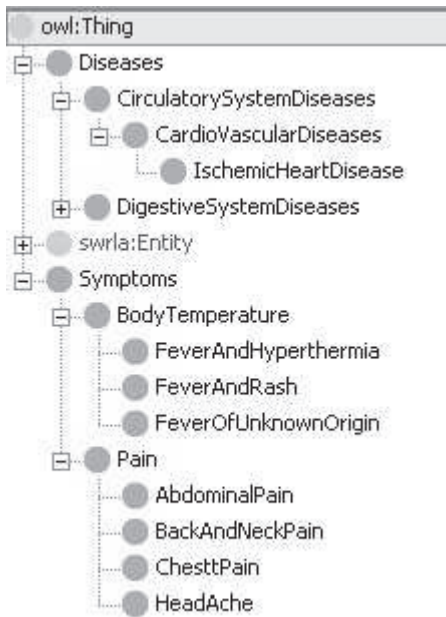 owl:Thing
Diseases
CirculatorySystemDiseases
CardioVascularDiseases
IschemicHeartDisease
DigestiveSystemDiseases
swrla:Entity
Symptoms
BodyTemperature
FeverAndHyperthermia
FeverAndRash
FeverOfUnknownOrigin
Pain
AbdominalPain
BackAndNeckPain
ChesttPain
HeadAche